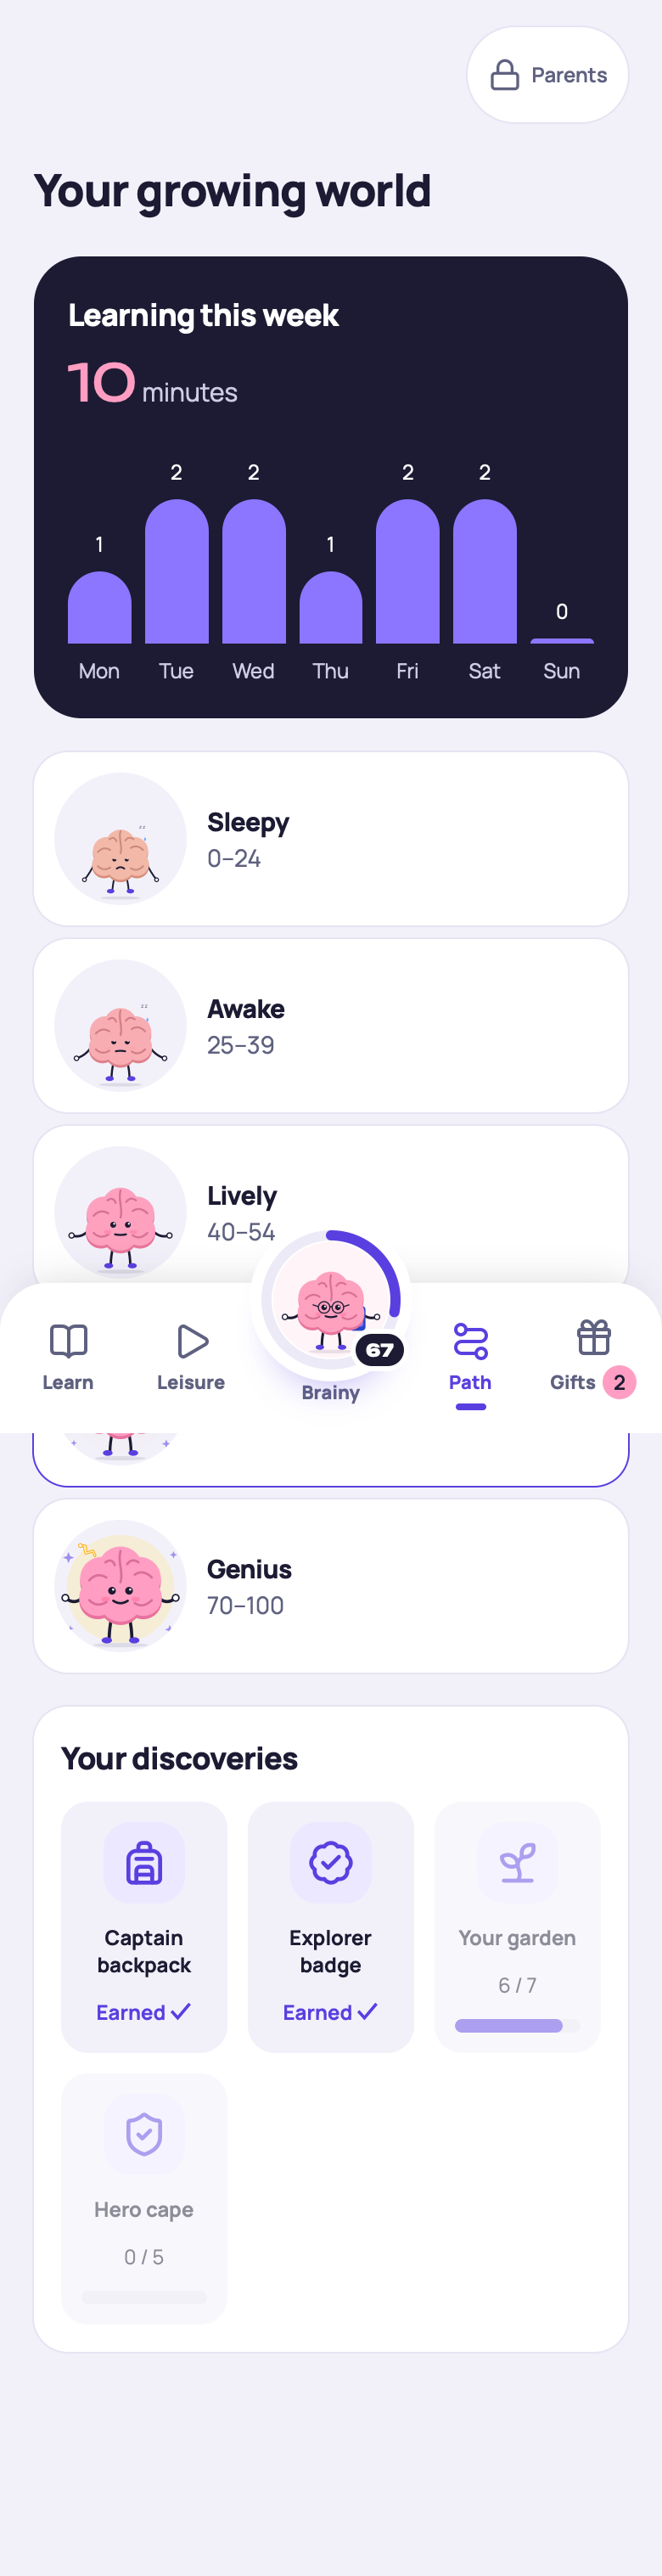 Parents
Your growing world
Learning this week
10 minutes
1 2 2 1 2 2 0
Mon Tue Wed Thu Fri Sat Sun
Sleepy
0–24
Awake
25–39
Lively
40–54
67
Learn Leisure Brainy Path Gifts 2
Genius
70–100
Your discoveries
Captain backpack
Earned
Explorer badge
Earned
Your garden
6 / 7
Hero cape
0 / 5